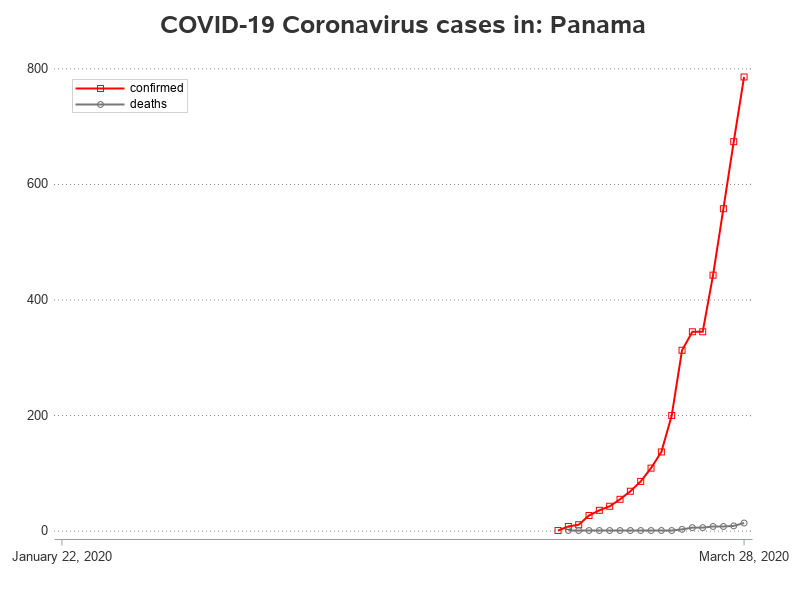 COVID-19 Coronavirus cases in: Panama
800
confirmed
deaths
600
400
200
0
January 22, 2020
March 28, 2020